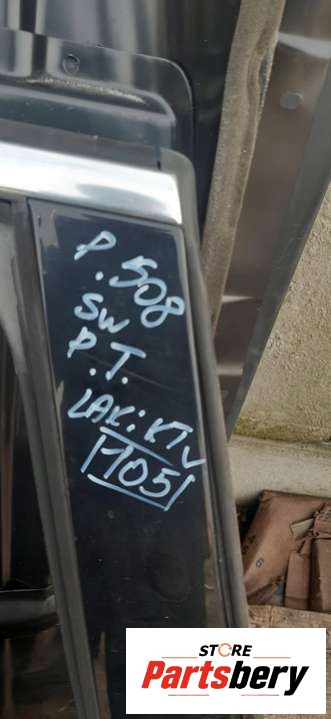 P. 508
SW
P.T.
LAK: KTV
1105
STORE
Partsbery